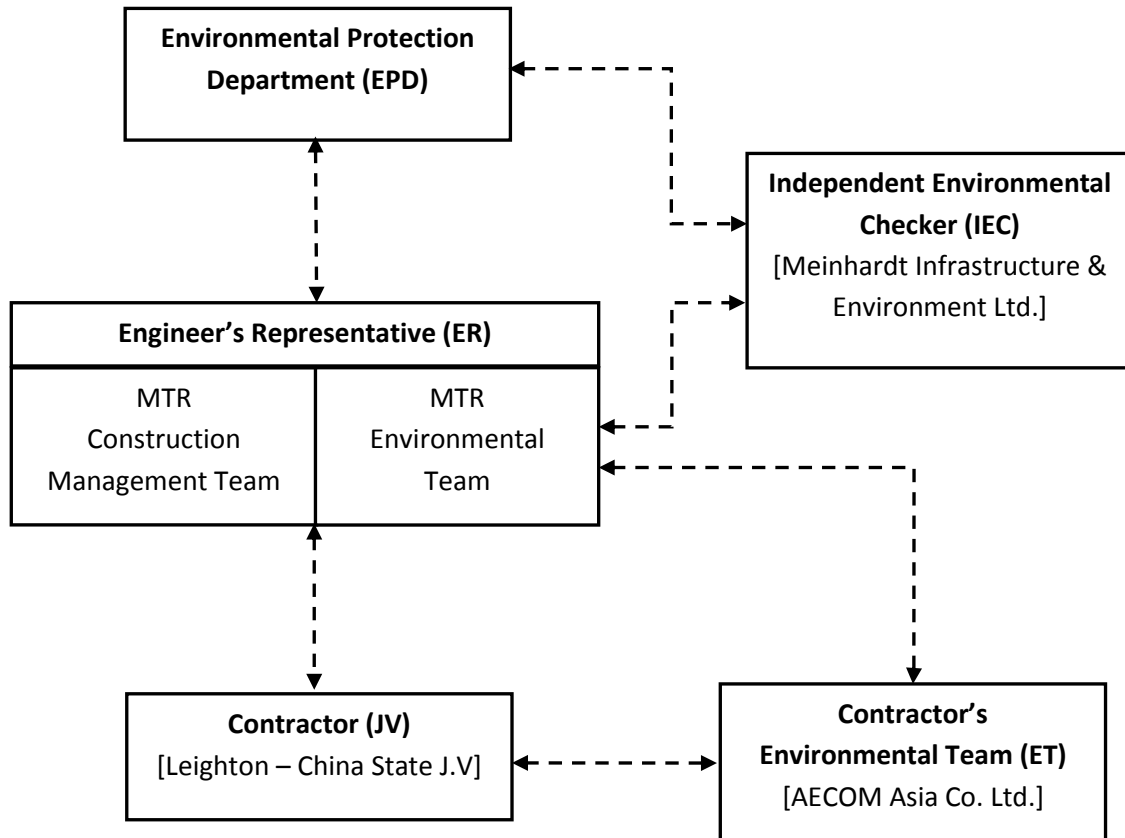 Environmental Protection
Department (EPD)
Independent Environmental
Checker (IEC)
[Meinhardt Infrastructure &
Environment Ltd.]
Engineer’s Representative (ER)
MTR
Construction
Management Team
MTR
Environmental
Team
Contractor (JV)
[Leighton – China State J.V]
Contractor’s
Environmental Team (ET)
[AECOM Asia Co. Ltd.]